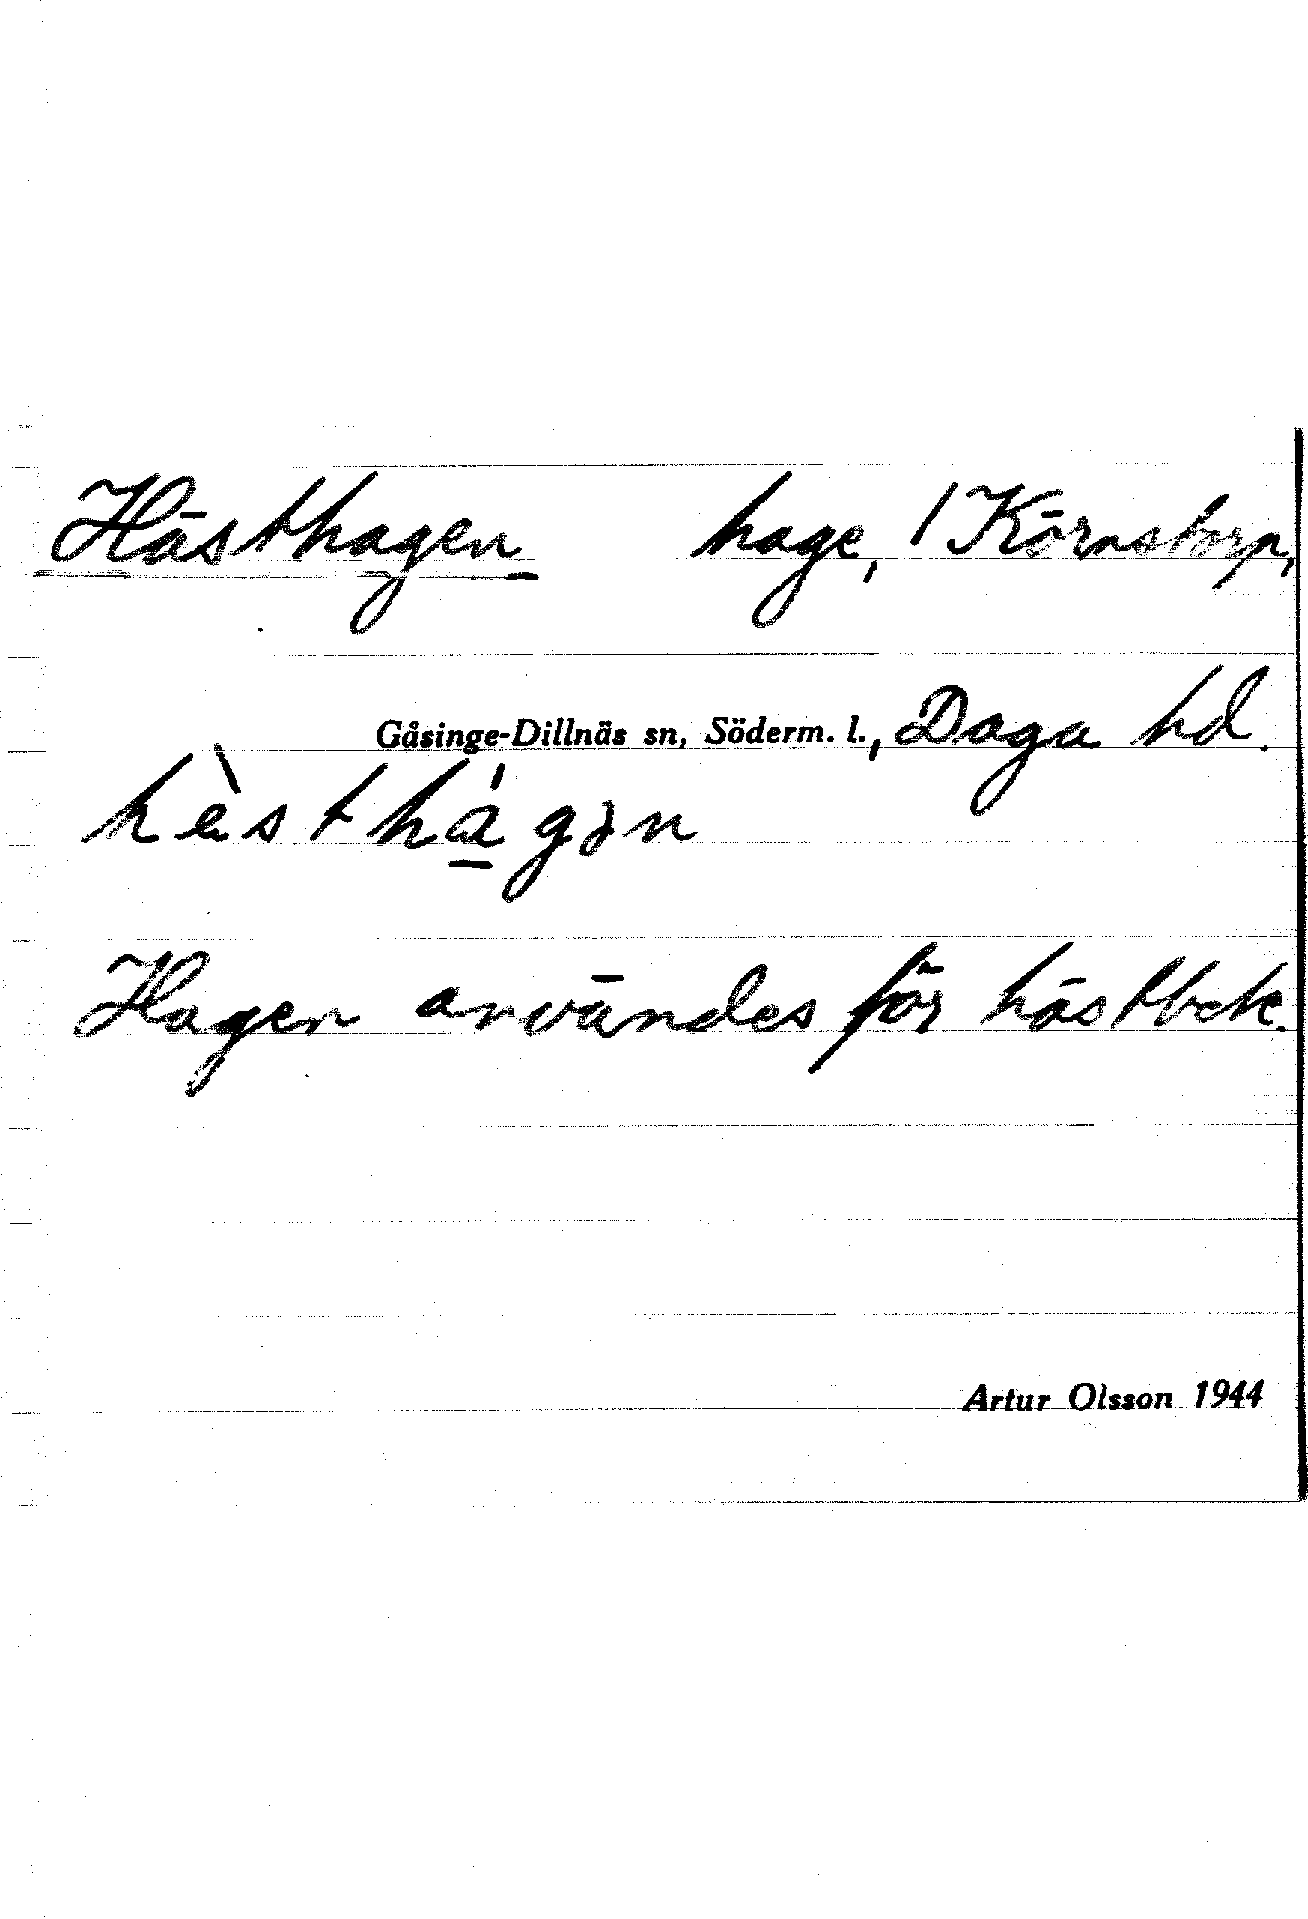 Hästhagen hage, / Körnstorp,
Gåsinge-Dillnäs sn, Söderm. l., Daga hd.
hèsthágən
Hagen användes för hästbete.
Artur Olsson 1944